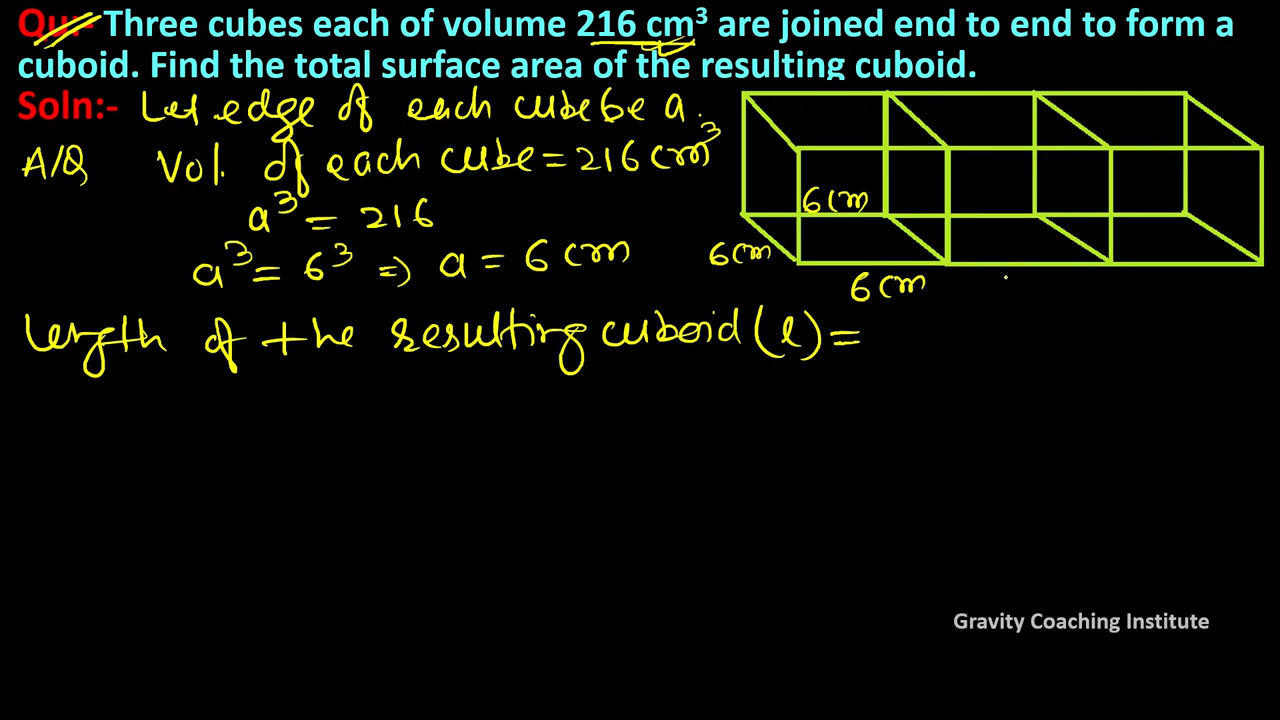 Que:- Three cubes each of volume 216 cm³ are joined end to end to form a
cuboid. Find the total surface area of the resulting cuboid.
Soln:- Let edge of each cube be a.
A/Q Vol. of each cube = 216 cm³
a³ = 216
a³ = 6³ => a = 6 cm
6 cm
6 cm
6 cm
length of the resulting cuboid (l) =
Gravity Coaching Institute